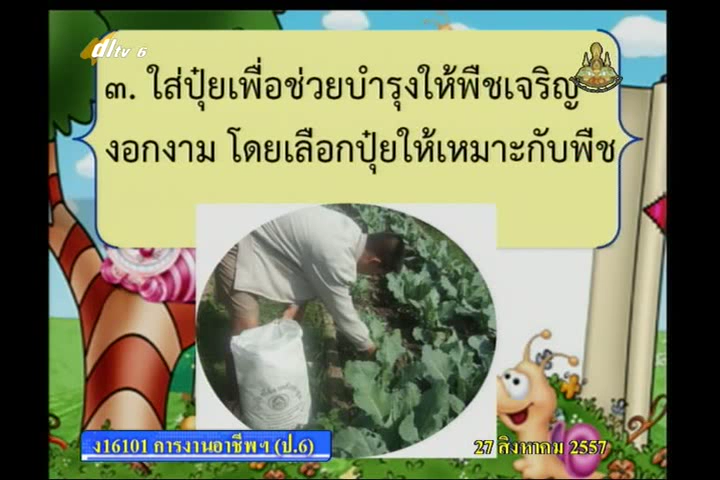 dltv 6
๓. ใส่ปุ๋ยเพื่อช่วยบำรุงให้พืชเจริญ
งอกงาม โดยเลือกปุ๋ยให้เหมาะกับพืช
ง16101 การงานอาชีพฯ (ป.6)
27 สิงหาคม 2557